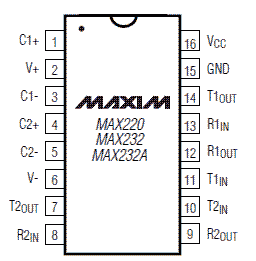 C1+ 1 16 VCC
V+ 2 15 GND
C1- 3 MAXIM 14 T1OUT
C2+ 4 MAX220 13 R1IN
MAX232
C2- 5 MAX232A 12 R1OUT
V- 6 11 T1IN
T2OUT 7 10 T2IN
R2IN 8 9 R2OUT